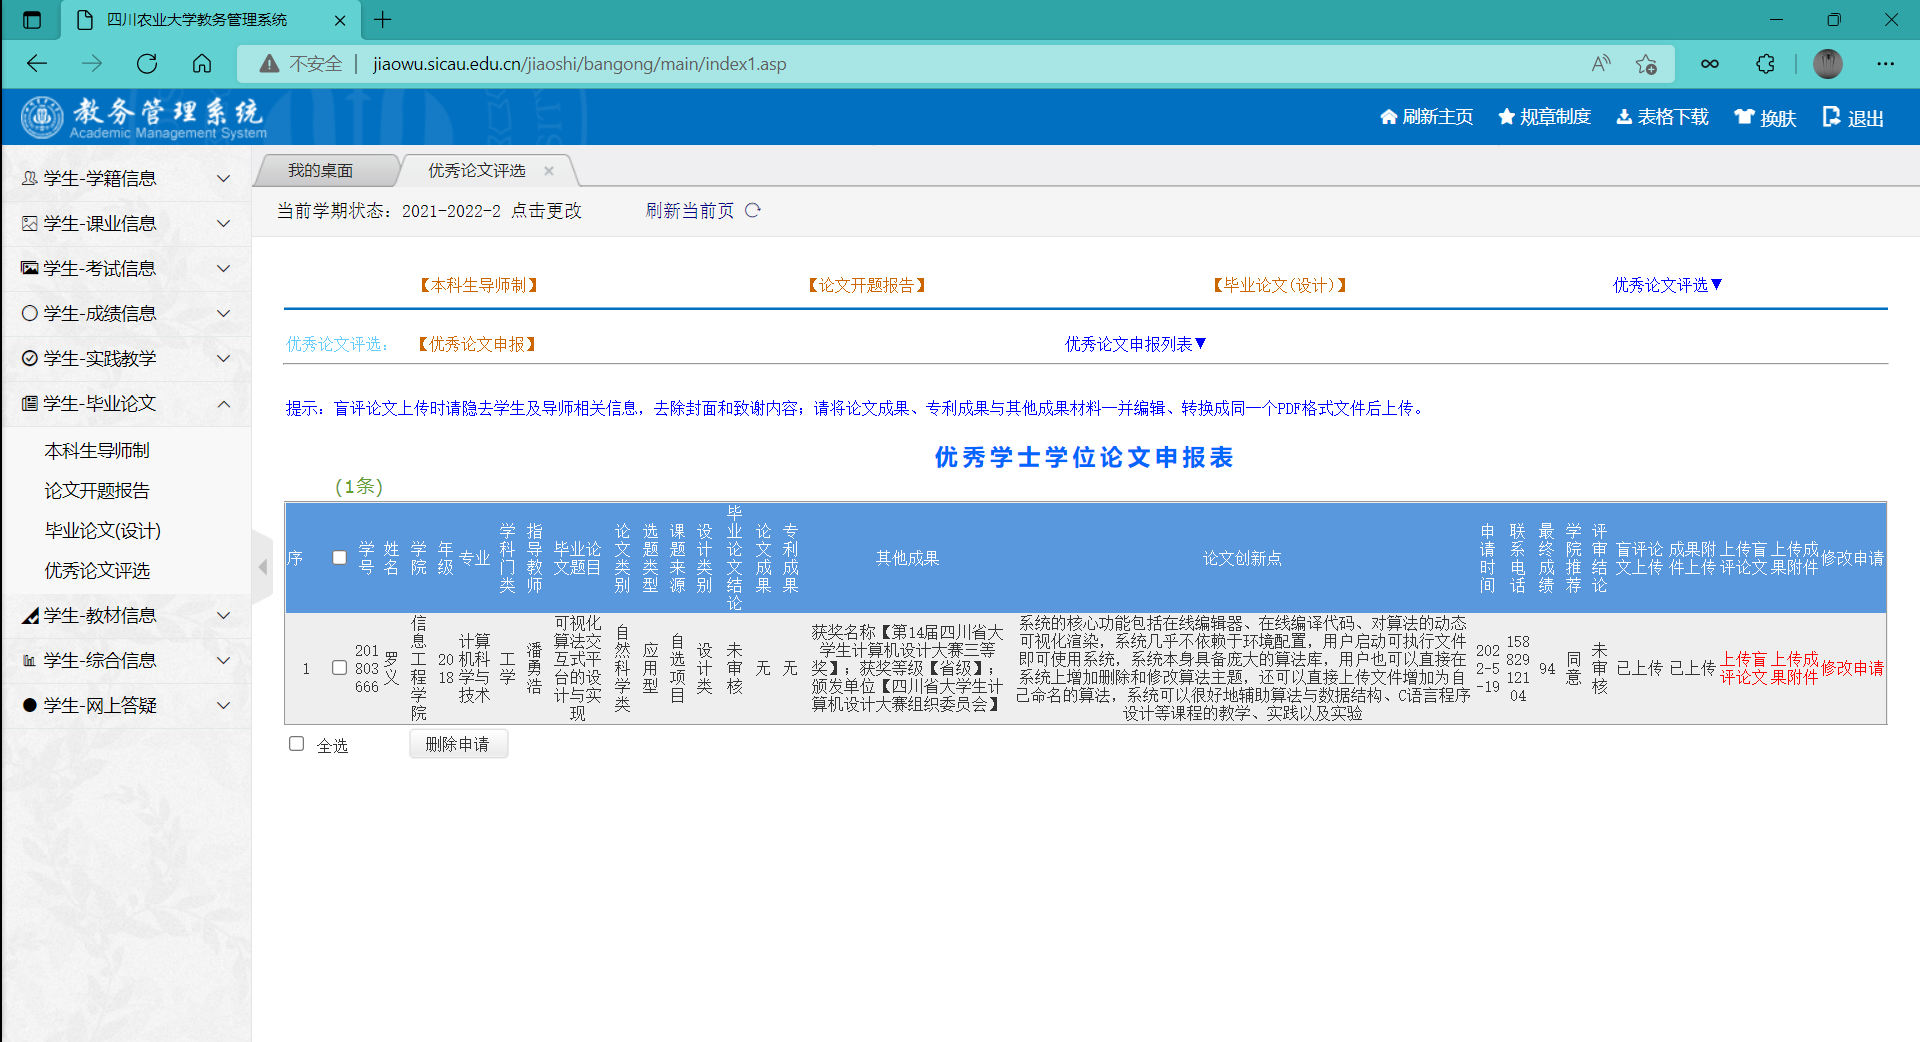 四川农业大学教务管理系统
不安全 jiaowu.sicau.edu.cn/jiaoshi/bangong/main/index1.asp
教务管理系统
Academic Management System
刷新主页 规章制度 表格下载 换肤 退出
学生-学籍信息
学生-课业信息
学生-考试信息
学生-成绩信息
学生-实践教学
学生-毕业论文
本科生导师制
论文开题报告
毕业论文(设计)
优秀论文评选
学生-教材信息
学生-综合信息
学生-网上答疑
我的桌面 优秀论文评选
当前学期状态：2021-2022-2 点击更改 刷新当前页
【本科生导师制】 【论文开题报告】 【毕业论文(设计)】 优秀论文评选▼
优秀论文评选： 【优秀论文申报】 优秀论文申报列表▼
提示：盲评论文上传时请隐去学生及导师相关信息，去除封面和致谢内容；请将论文成果、专利成果与其他成果材料一并编辑、转换成同一个PDF格式文件后上传。
优秀学士学位论文申报表
(1条)
序 学号 姓名 学院 年级 专业 学科门类 指导教师 毕业论文题目 论文类别 选题类型 课题来源 设计类别 毕业论文结论 论文成果 专利成果 其他成果 论文创新点 申请时间 联系电话 最终成绩 学院推荐 评审结论 盲评论文上传 成果附件上传 上传盲评论文 上传成果附件 修改申请
1 201803666 罗义 信息工程学院 2018 计算机科学与技术 工学 潘勇浩 可视化算法交互式平台的设计与实现 自然科学类 应用型 自选项目 设计类 未审核 无 无
获奖名称【第14届四川省大
学生计算机设计大赛三等
奖】；获奖等级【省级】；
颁发单位【四川省大学生计
算机设计大赛组织委员会】
系统的核心功能包括在线编辑器、在线编译代码、对算法的动态
可视化渲染，系统几乎不依赖于环境配置，用户启动可执行文件
即可使用系统，系统本身具备庞大的算法库，用户也可以直接在
系统上增加删除和修改算法主题，还可以直接上传文件增加为自
己命名的算法，系统可以很好地辅助算法与数据结构、C语言程序
设计等课程的教学、实践以及实验
2022-5-19 15882912104 94 同意 未审核 已上传 已上传 上传盲评论文 上传成果附件 修改申请
全选 删除申请